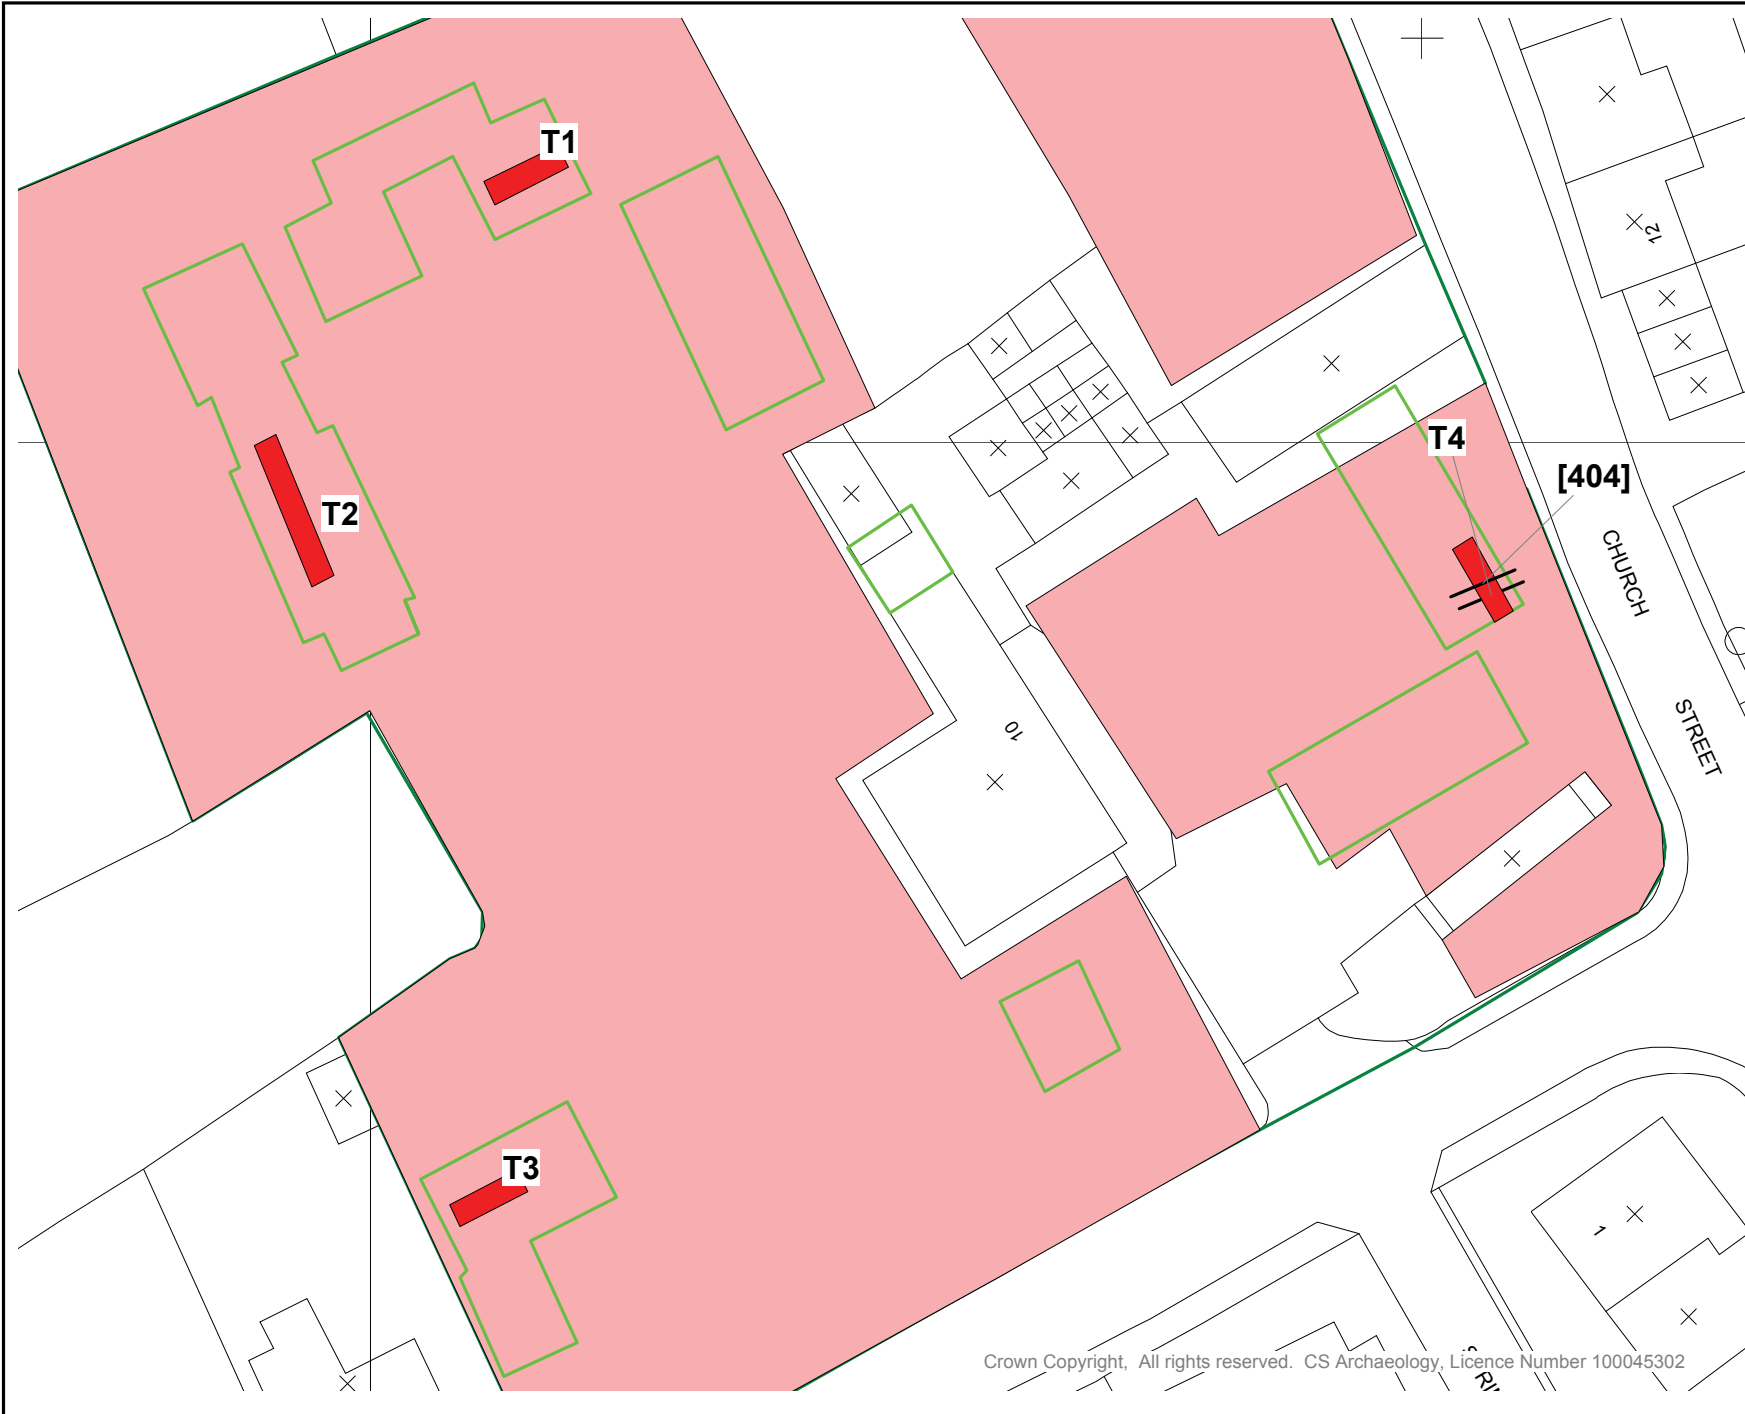 T1
12
T4
[404]
T2
CHURCH
STREET
10
T3
1
Crown Copyright, All rights reserved. CS Archaeology, Licence Number 100045302